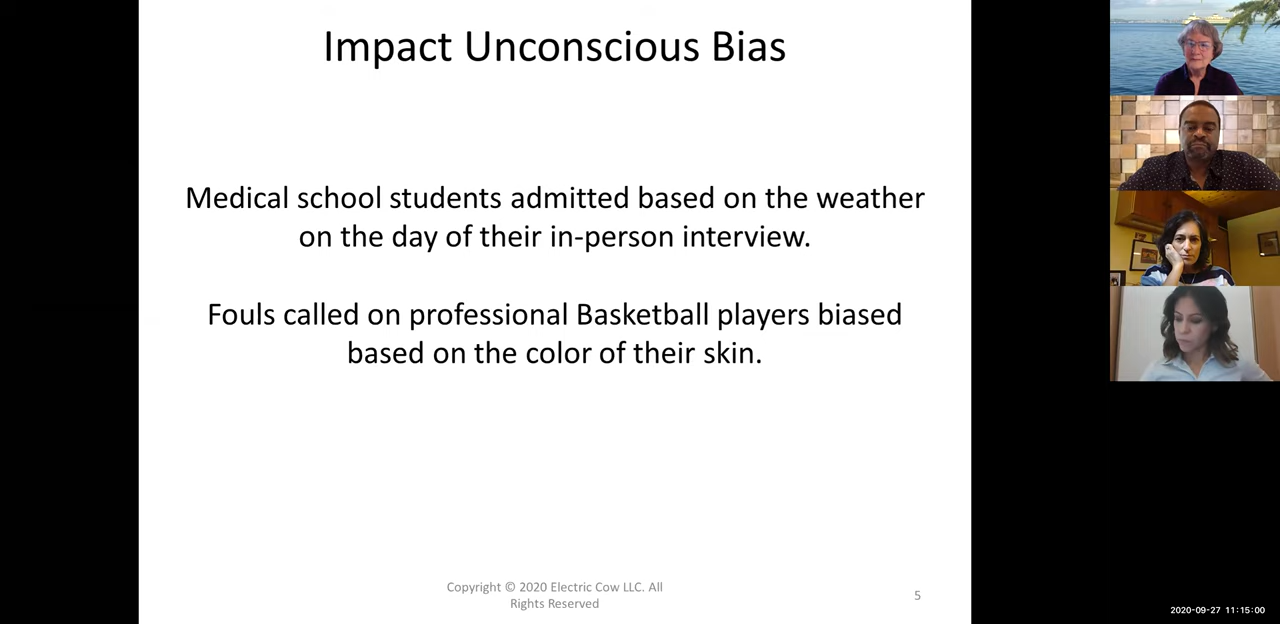 Impact Unconscious Bias
Medical school students admitted based on the weather
on the day of their in-person interview.
Fouls called on professional Basketball players biased
based on the color of their skin.
Copyright © 2020 Electric Cow LLC. All
Rights Reserved
5
2020-09-27 11:15:00